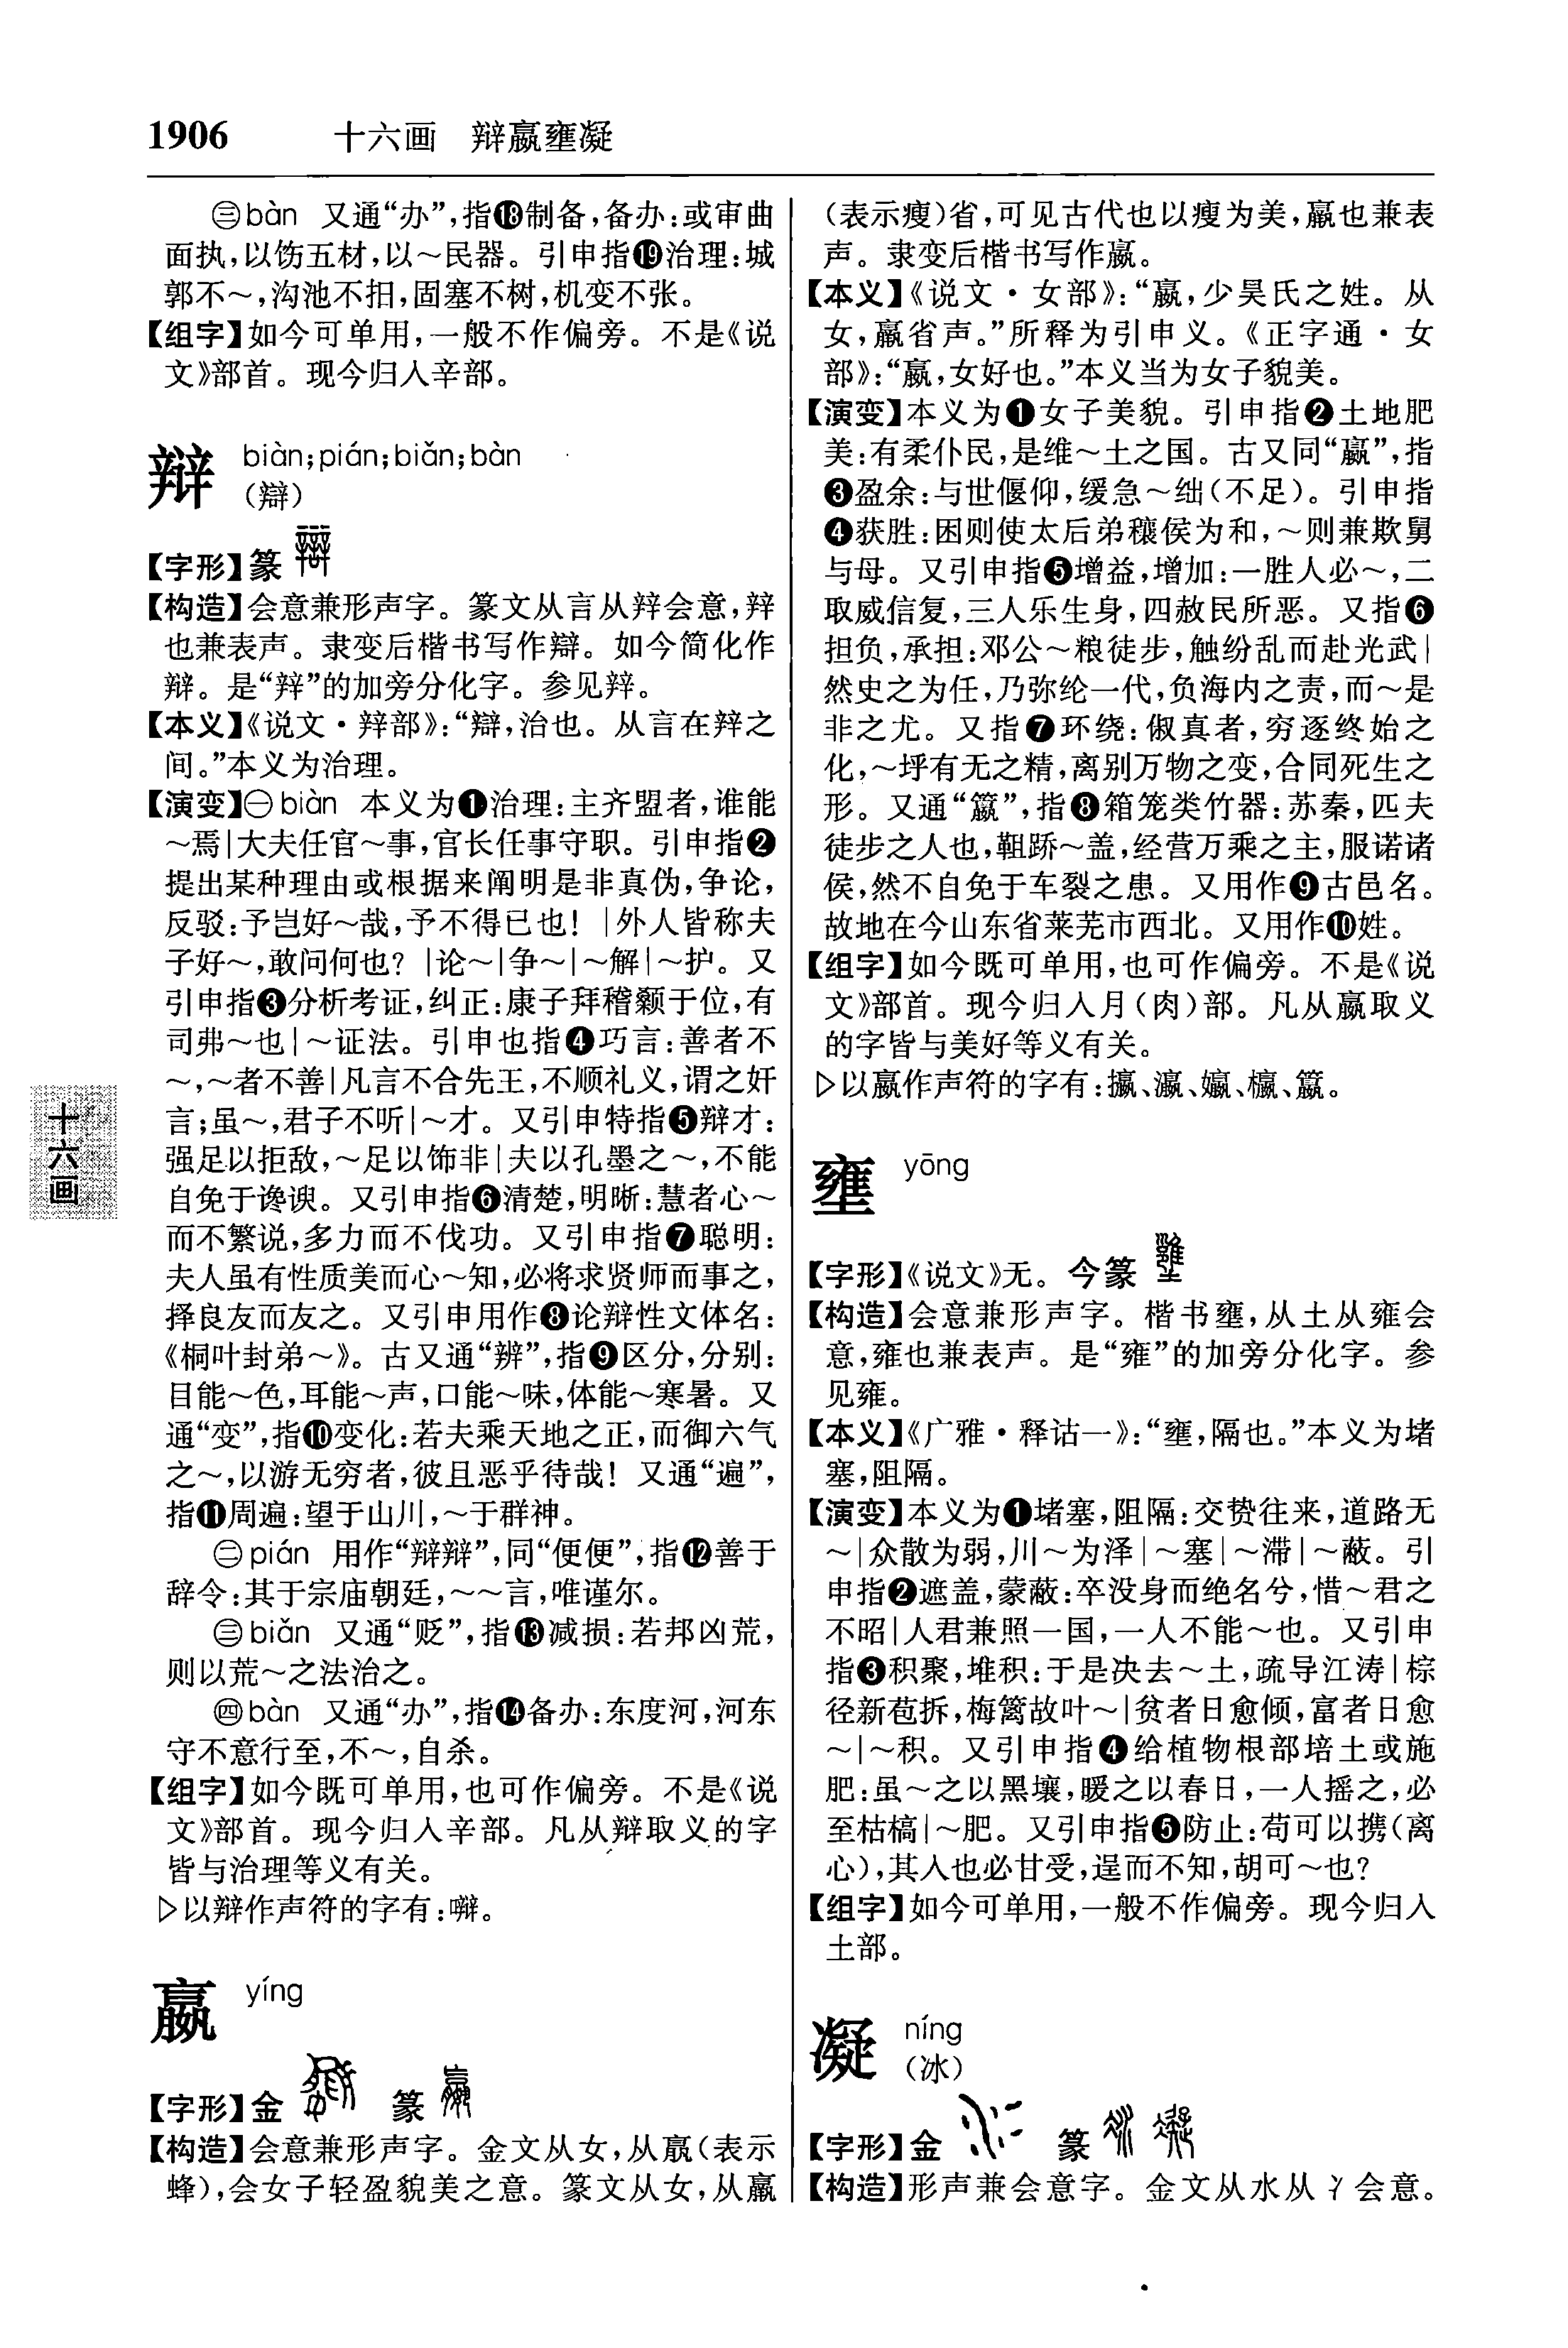 1906 十六画 辩嬴壅凝
㊂bàn 又通“办”,指⓲制备,备办:或审曲
面执,以饬五材,以～民器。引申指⓳治理:城
郭不～,沟池不抇,固塞不树,机变不张。
【组字】如今可单用,一般不作偏旁。不是《说
文》部首。现今归入辛部。
辩 biàn;pián;biǎn;bàn
(辯)
【字形】篆
【构造】会意兼形声字。篆文从言从辡会意,辡
也兼表声。隶变后楷书写作辯。如今简化作
辩。是“辡”的加旁分化字。参见辡。
【本义】《说文·辡部》:“辯,治也。从言在辡之
间。”本义为治理。
【演变】㊀biàn 本义为❶治理:主齐盟者,谁能
～焉|大夫任官～事,官长任事守职。引申指❷
提出某种理由或根据来阐明是非真伪,争论,
反驳:予岂好～哉,予不得已也! |外人皆称夫
子好～,敢问何也? |论～|争～|～解|～护。又
引申指❸分析考证,纠正:康子拜稽颡于位,有
司弗～也|～证法。引申也指❹巧言:善者不
～,～者不善|凡言不合先王,不顺礼义,谓之奸
言;虽～,君子不听|～才。又引申特指❺辩才:
强足以拒敌,～足以饰非|夫以孔墨之～,不能
自免于谗谀。又引申指❻清楚,明晰:慧者心～
而不繁说,多力而不伐功。又引申指❼聪明:
夫人虽有性质美而心～知,必将求贤师而事之,
择良友而友之。又引申用作❽论辩性文体名:
《桐叶封弟～》。古又通“辨”,指❾区分,分别:
目能～色,耳能～声,口能～味,体能～寒暑。又
通“变”,指❿变化:若夫乘天地之正,而御六气
之～,以游无穷者,彼且恶乎待哉! 又通“遍”,
指⓫周遍:望于山川,～于群神。
㊁pián 用作“辩辩”,同“便便”,指⓬善于
辞令:其于宗庙朝廷,～～言,唯谨尔。
㊂biǎn 又通“贬”,指⓭减损:若邦凶荒,
则以荒～之法治之。
㊃bàn 又通“办”,指⓮备办:东度河,河东
守不意行至,不～,自杀。
【组字】如今既可单用,也可作偏旁。不是《说
文》部首。现今归入辛部。凡从辩取义的字
皆与治理等义有关。
▷以辩作声符的字有:㘐。
嬴 yíng
【字形】金 篆
【构造】会意兼形声字。金文从女,从𣎆(表示
蜂),会女子轻盈貌美之意。篆文从女,从羸
(表示瘦)省,可见古代也以瘦为美,羸也兼表
声。隶变后楷书写作嬴。
【本义】《说文·女部》:“嬴,少昊氏之姓。从
女,羸省声。”所释为引申义。《正字通·女
部》:“嬴,女好也。”本义当为女子貌美。
【演变】本义为❶女子美貌。引申指❷土地肥
美:有柔仆民,是维～土之国。古又同“赢”,指
❸盈余:与世偃仰,缓急～绌(不足)。引申指
❹获胜:困则使太后弟穰侯为和,～则兼欺舅
与母。又引申指❺增益,增加:一胜人必～,二
取威信复,三人乐生身,四赦民所恶。又指❻
担负,承担:邓公～粮徒步,触纷乱而赴光武|
然史之为任,乃弥纶一代,负海内之责,而～是
非之尤。又指❼环绕:俶真者,穷逐终始之
化,～垀有无之精,离别万物之变,合同死生之
形。又通“籯”,指❽箱笼类竹器:苏秦,匹夫
徒步之人也,靻蹻～盖,经营万乘之主,服诺诸
侯,然不自免于车裂之患。又用作❾古邑名。
故地在今山东省莱芜市西北。又用作❿姓。
【组字】如今既可单用,也可作偏旁。不是《说
文》部首。现今归入月(肉)部。凡从嬴取义
的字皆与美好等义有关。
▷以嬴作声符的字有:攍、瀛、孆、櫿、籝。
壅 yōng
【字形】《说文》无。今篆
【构造】会意兼形声字。楷书壅,从土从雍会
意,雍也兼表声。是“雍”的加旁分化字。参
见雍。
【本义】《广雅·释诂一》:“壅,隔也。”本义为堵
塞,阻隔。
【演变】本义为❶堵塞,阻隔:交贽往来,道路无
～|众散为弱,川～为泽|～塞|～滞|～蔽。引
申指❷遮盖,蒙蔽:卒没身而绝名兮,惜～君之
不昭|人君兼照一国,一人不能～也。又引申
指❸积聚,堆积:于是决去～土,疏导江涛|棕
径新苞拆,梅篱故叶～|贫者日愈倾,富者日愈
～|～积。又引申指❹给植物根部培土或施
肥:虽～之以黑壤,暖之以春日,一人摇之,必
至枯槁|～肥。又引申指❺防止:苟可以携(离
心),其入也必甘受,逞而不知,胡可～也?
【组字】如今可单用,一般不作偏旁。现今归入
土部。
凝 níng
(冰)
【字形】金 篆
【构造】形声兼会意字。金文从水从冫会意。
十六画